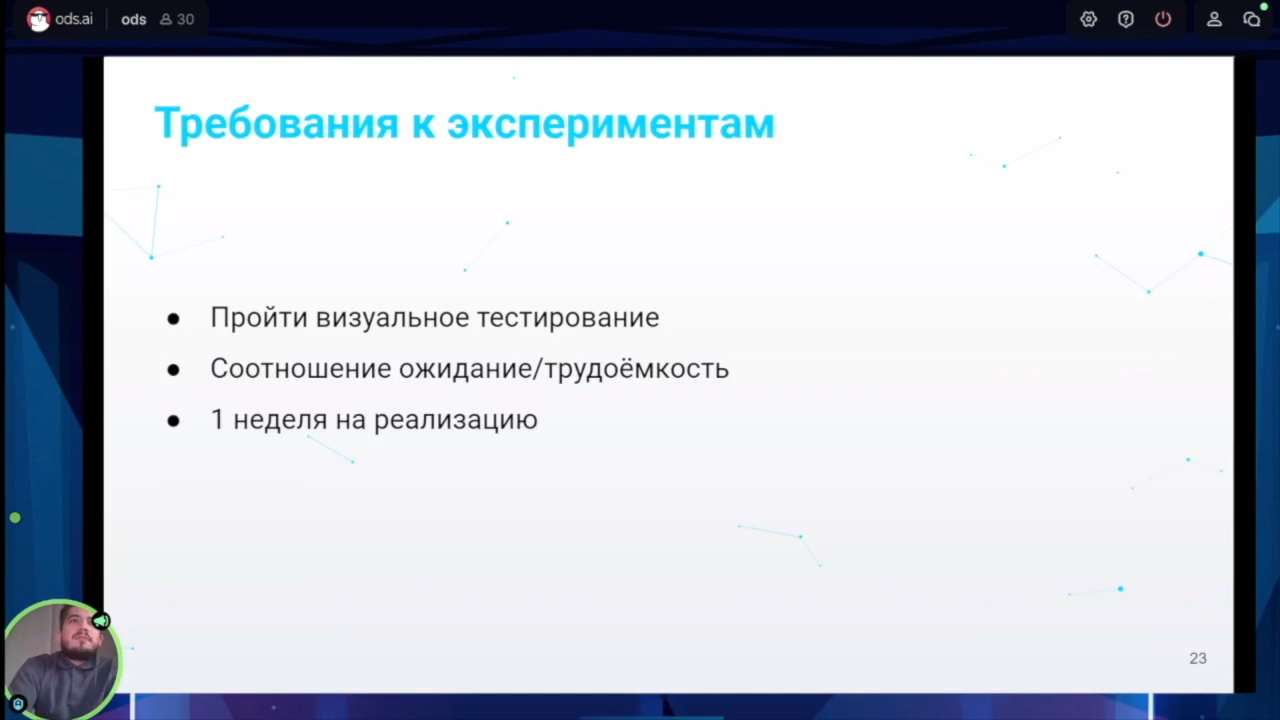 ods.ai ods 30
Требования к экспериментам
Пройти визуальное тестирование
Соотношение ожидание/трудоёмкость
1 неделя на реализацию
23